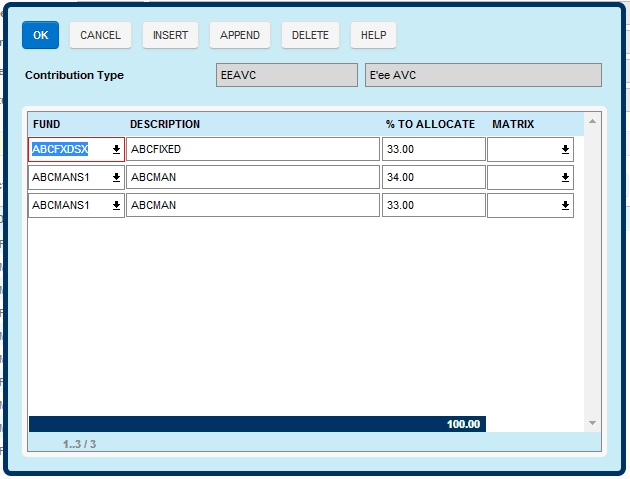 OK CANCEL INSERT APPEND DELETE HELP
Contribution Type EEAVC E'ee AVC
FUND DESCRIPTION % TO ALLOCATE MATRIX
ABCFXDSX ABCFIXED 33.00
ABCMANS1 ABCMAN 34.00
ABCMANS1 ABCMAN 33.00
100.00
1..3 / 3